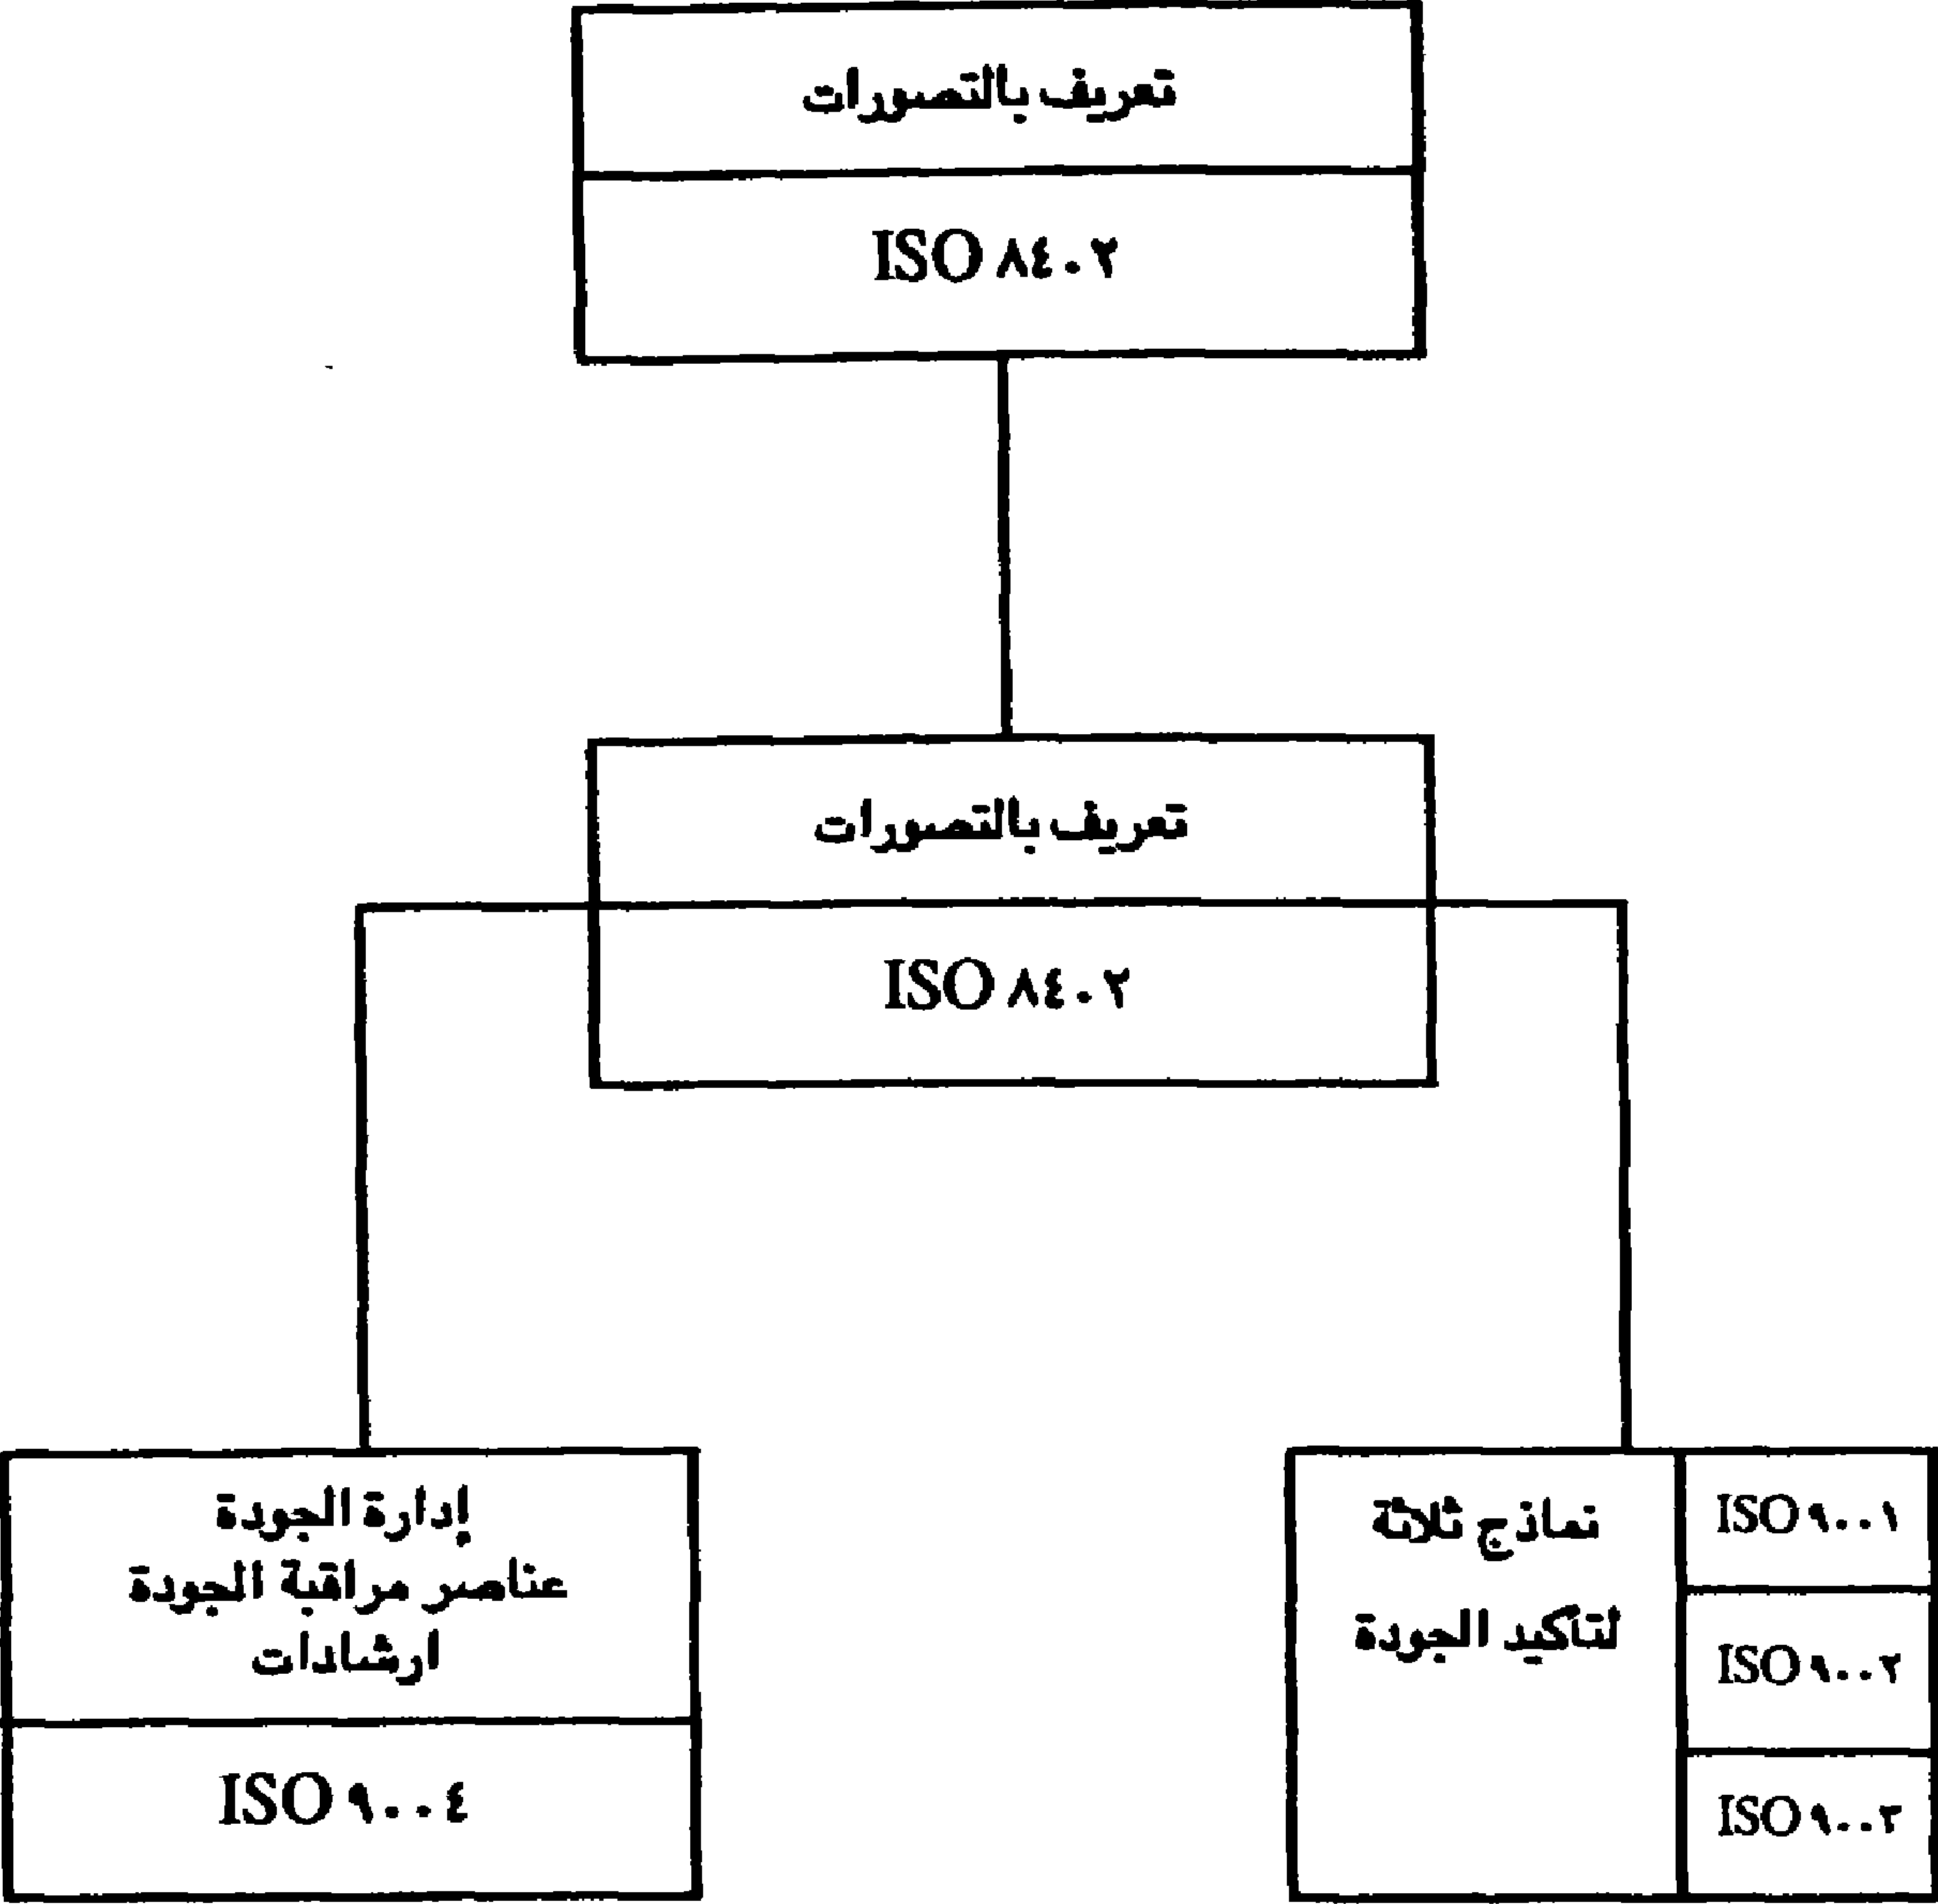 تعريف بالتصورات
ISO ٨٤٠٢
تعريف بالتصورات
ISO ٨٤٠٢
نماذج ثلاثة
لتأكيد الجودة
ISO ٩٠٠١
ISO ٩٠٠٢
ISO ٩٠٠٣
إدارة الجودة
عناصر مراقبة الجودة
ارشادات
ISO ٩٠٠٤